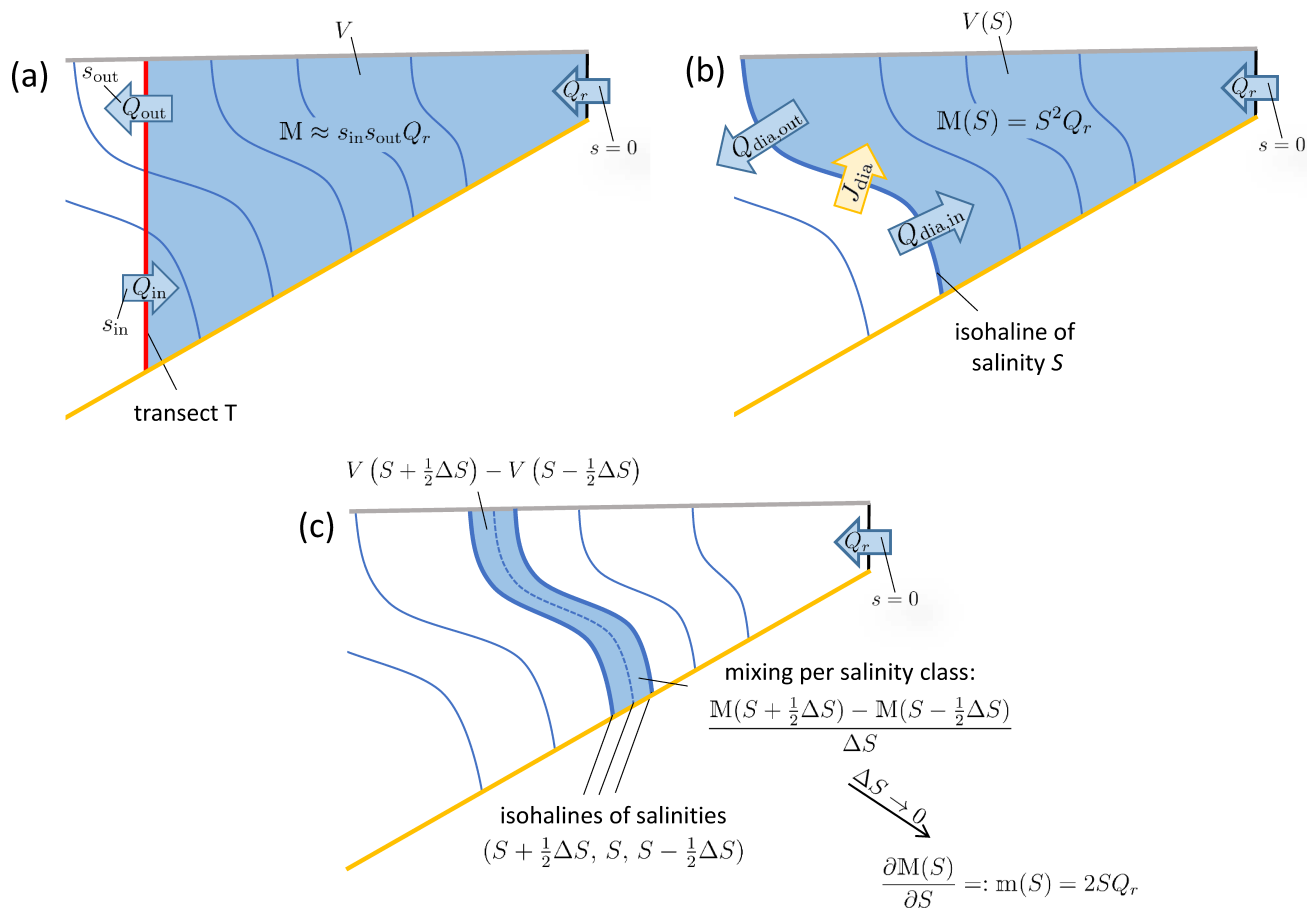 (a)
V
s_out
Q_out
𝕄 ≈ s_in s_out Q_r
Q_r
s = 0
Q_in
s_in
transect T
(b)
V(S)
Q_dia,out
𝕄(S) = S²Q_r
Q_r
s = 0
J_dia
Q_dia,in
isohaline of
salinity S
(c)
V (S + ½ΔS) − V (S − ½ΔS)
Q_r
s = 0
mixing per salinity class:
𝕄(S + ½ΔS) − 𝕄(S − ½ΔS)
ΔS
isohalines of salinities
(S + ½ΔS, S, S − ½ΔS)
ΔS → 0
∂𝕄(S)
∂S
=: 𝕞(S) = 2SQ_r